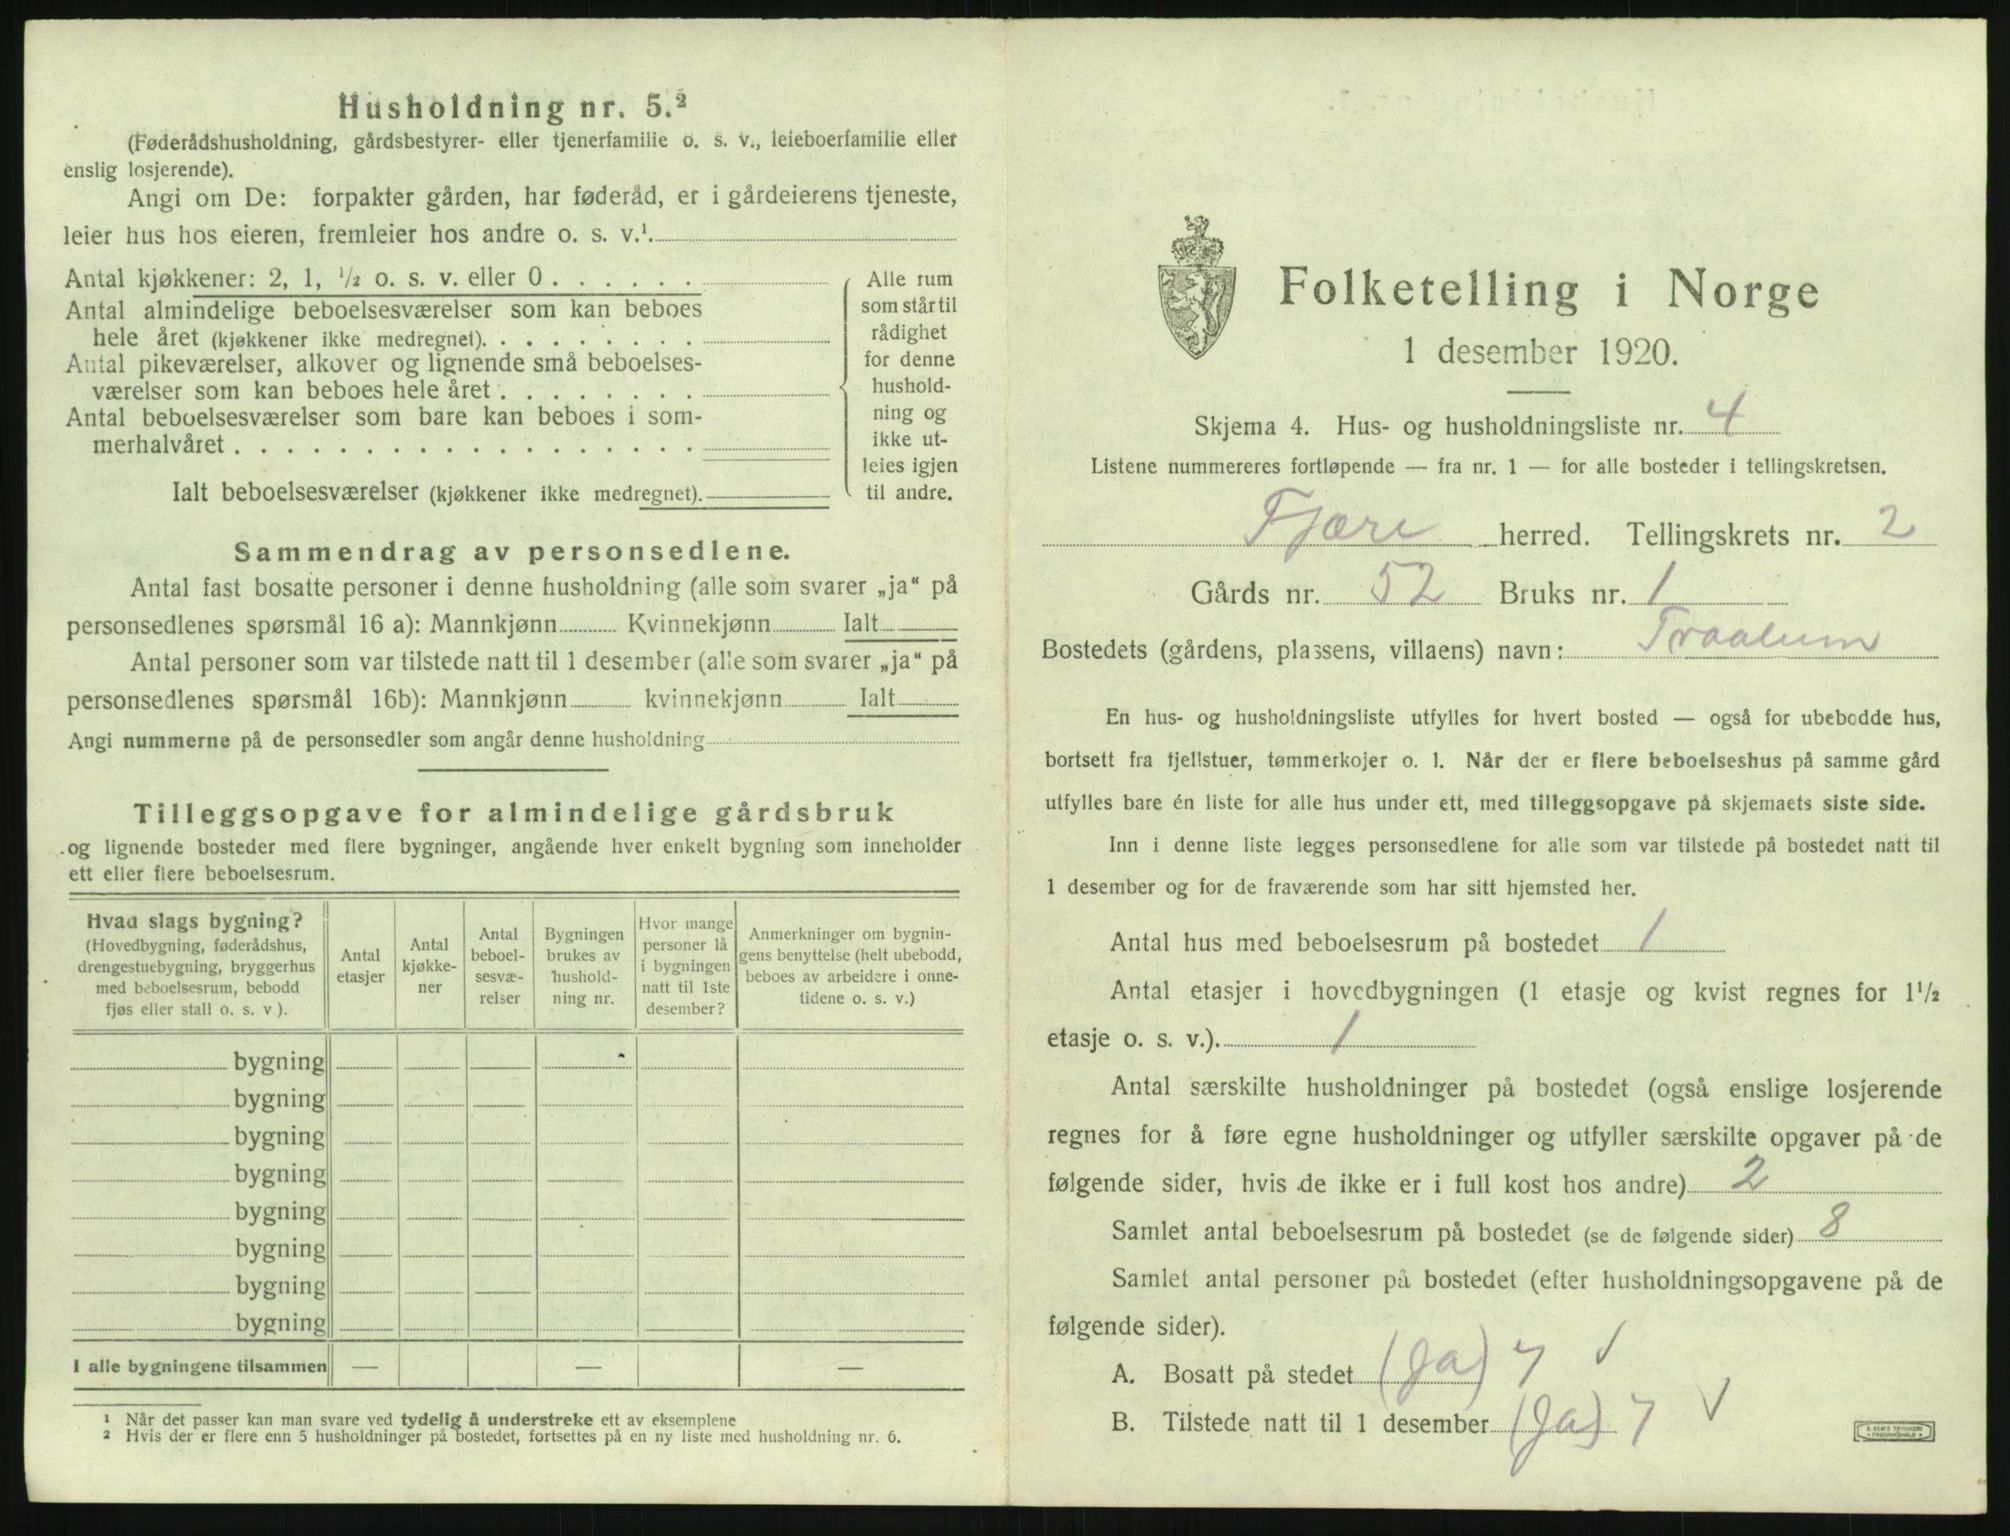 Husholdning nr. 5.²
(Føderådshusholdning, gårdsbestyrer- eller tjenerfamilie o. s. v., leieboerfamilie eller
enslig losjerende).
Angi om De: forpakter gården, har føderåd, er i gårdeierens tjeneste,
leier hus hos eieren, fremleier hos andre o. s. v.¹.
Antal kjøkkener: 2, 1, ½ o. s. v. eller 0 . . . . . .
Antal almindelige beboelsesværelser som kan beboes
hele året (kjøkkener ikke medregnet). . . . . . . . .
Antal pikeværelser, alkover og lignende små beboelses-
værelser som kan beboes hele året . . . . . . . .
Antal beboelsesværelser som bare kan beboes i som-
merhalvåret . . . . . . . . . . . . . . . . . .
Ialt beboelsesværelser (kjøkkener ikke medregnet).
Alle rum
som står til
rådighet
for denne
hushold-
ning og
ikke ut-
leies igjen
til andre.
Sammendrag av personsedlene.
Antal fast bosatte personer i denne husholdning (alle som svarer „ja“ på
personsedlenes spørsmål 16 a): Mannkjønn Kvinnekjønn Ialt
Antal personer som var tilstede natt til 1 desember (alle som svarer „ja“ på
personsedlenes spørsmål 16b): Mannkjønn kvinnekjønn Ialt
Angi nummerne på de personsedler som angår denne husholdning
Tilleggsopgave for almindelige gårdsbruk
og lignende bosteder med flere bygninger, angående hver enkelt bygning som inneholder
ett eller flere beboelsesrum.
Hvad slags bygning?
(Hovedbygning, føderådshus,
drengestuebygning, bryggerhus
med beboelsesrum, bebodd
fjøs eller stall o. s. v ).
Antal
etasjer
Antal
kjøkke-
ner
Antal
beboel-
sesvæ-
relser
Bygningen
brukes av
hushold-
ning nr.
Hvor mange
personer lå
i bygningen
natt til 1ste
desember?
Anmerkninger om bygnin-
gens benyttelse (helt ubebodd,
beboes av arbeidere i onne-
tidene o. s. v.)
bygning
bygning
bygning
bygning
bygning
bygning
bygning
bygning
I alle bygningene tilsammen — — —
¹ Når det passer kan man svare ved tydelig å understreke ett av eksemplene
² Hvis der er flere enn 5 husholdninger på bostedet, fortsettes på en ny liste med husholdning nr. 6.
Folketelling i Norge
1 desember 1920.
Skjema 4. Hus- og husholdningsliste nr. 4
Listene nummereres fortløpende — fra nr. 1 — for alle bosteder i tellingskretsen.
Fjære herred. Tellingskrets nr. 2
Gårds nr. 52 Bruks nr. 1
Bostedets (gårdens, plassens, villaens) navn: Traalum
En hus- og husholdningsliste utfylles for hvert bosted — også for ubebodde hus,
bortsett fra fjellstuer, tømmerkojer o. l. Når der er flere beboelseshus på samme gård
utfylles bare én liste for alle hus under ett, med tilleggsopgave på skjemaets siste side.
Inn i denne liste legges personsedlene for alle som var tilstede på bostedet natt til
1 desember og for de fraværende som har sitt hjemsted her.
Antal hus med beboelsesrum på bostedet 1
Antal etasjer i hovedbygningen (1 etasje og kvist regnes for 1½
etasje o. s. v.). 1
Antal særskilte husholdninger på bostedet (også enslige losjerende
regnes for å føre egne husholdninger og utfyller særskilte opgaver på de
følgende sider, hvis de ikke er i full kost hos andre) 2
Samlet antal beboelsesrum på bostedet (se de følgende sider) 8
Samlet antal personer på bostedet (efter husholdningsopgavene på de
følgende sider).
A. Bosatt på stedet (Ja) 7 ✓
B. Tilstede natt til 1 desember (Ja) 7 ✓
E SEM'S TRYKKERI
FREDRIKSHALD